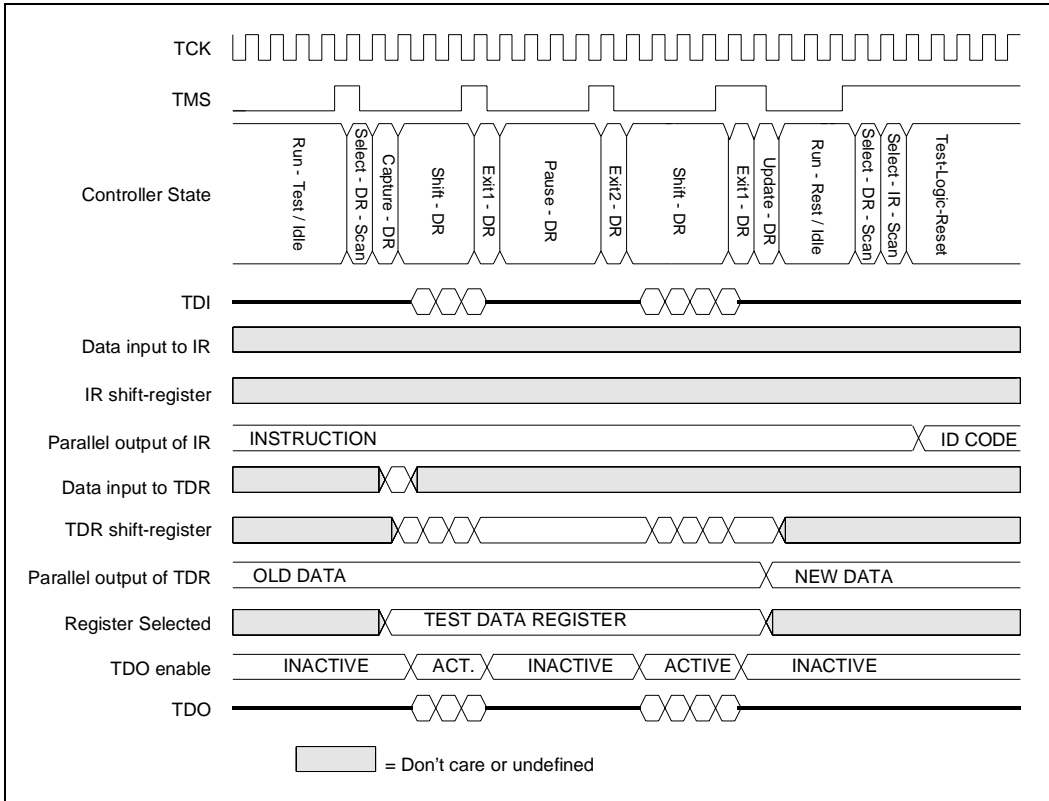 TCK
TMS
Controller State
Run - Test / Idle
Select - DR - Scan
Capture - DR
Shift - DR
Exit1 - DR
Pause - DR
Exit2 - DR
Shift - DR
Exit1 - DR
Update - DR
Run - Rest / Idle
Select - DR - Scan
Select - IR - Scan
Test-Logic-Reset
TDI
Data input to IR
IR shift-register
Parallel output of IR INSTRUCTION ID CODE
Data input to TDR
TDR shift-register
Parallel output of TDR OLD DATA NEW DATA
Register Selected TEST DATA REGISTER
TDO enable INACTIVE ACT. INACTIVE ACTIVE INACTIVE
TDO
= Don't care or undefined